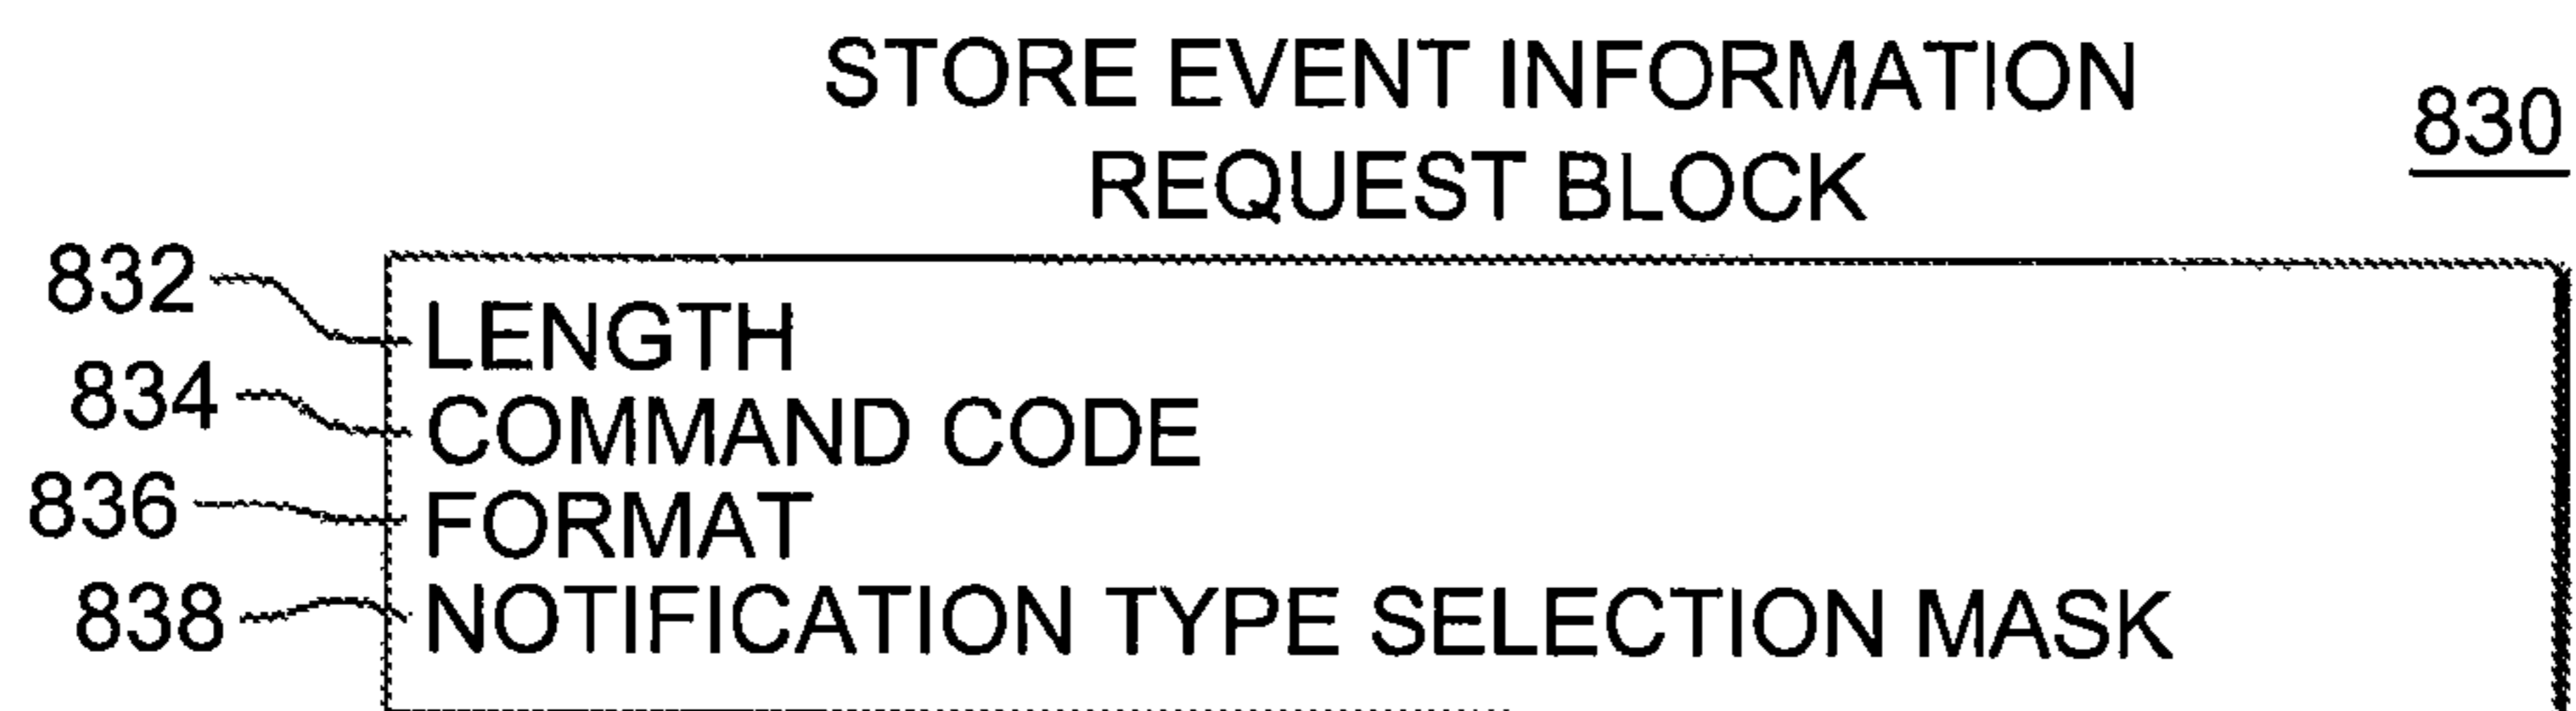 STORE EVENT INFORMATION
REQUEST BLOCK
830
832 LENGTH
834 COMMAND CODE
836 FORMAT
838 NOTIFICATION TYPE SELECTION MASK